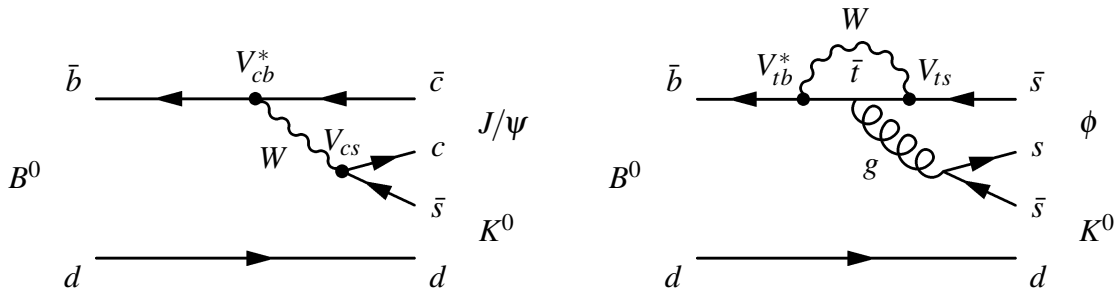 b̄ V*cb c̄
J/ψ
W Vcs c
B⁰
s̄
K⁰
d d
W
b̄ V*tb t̄ Vts s̄
ϕ
g s
B⁰
s̄
K⁰
d d